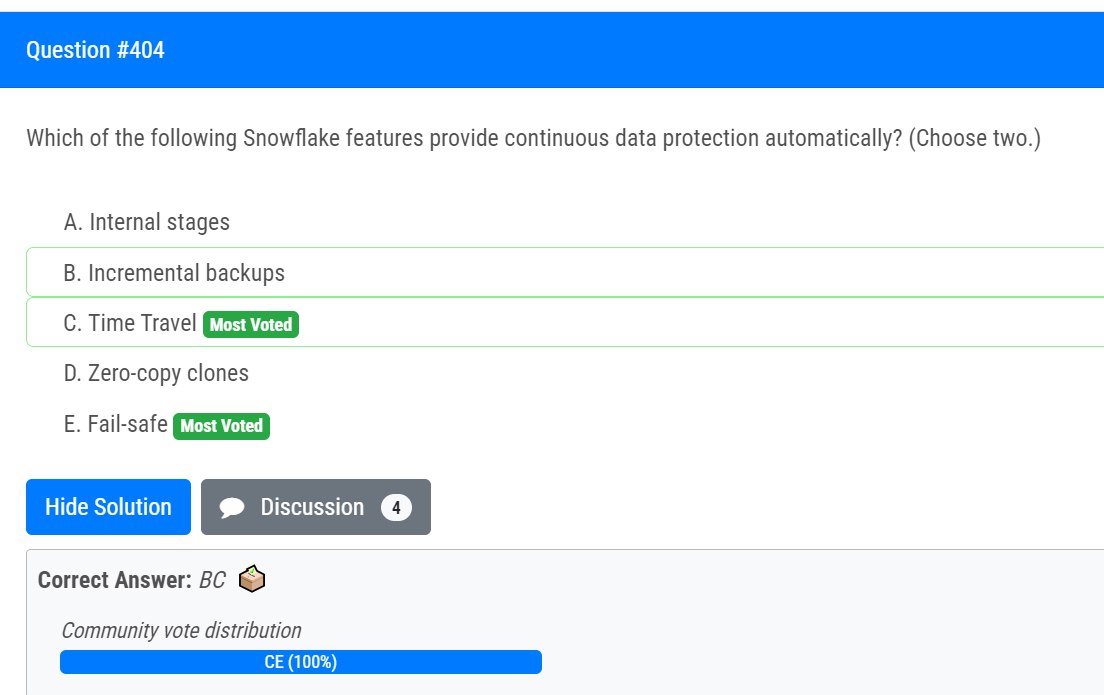 Question #404
Which of the following Snowflake features provide continuous data protection automatically? (Choose two.)
A. Internal stages
B. Incremental backups
C. Time Travel Most Voted
D. Zero-copy clones
E. Fail-safe Most Voted
Hide Solution Discussion 4
Correct Answer: BC
Community vote distribution
CE (100%)